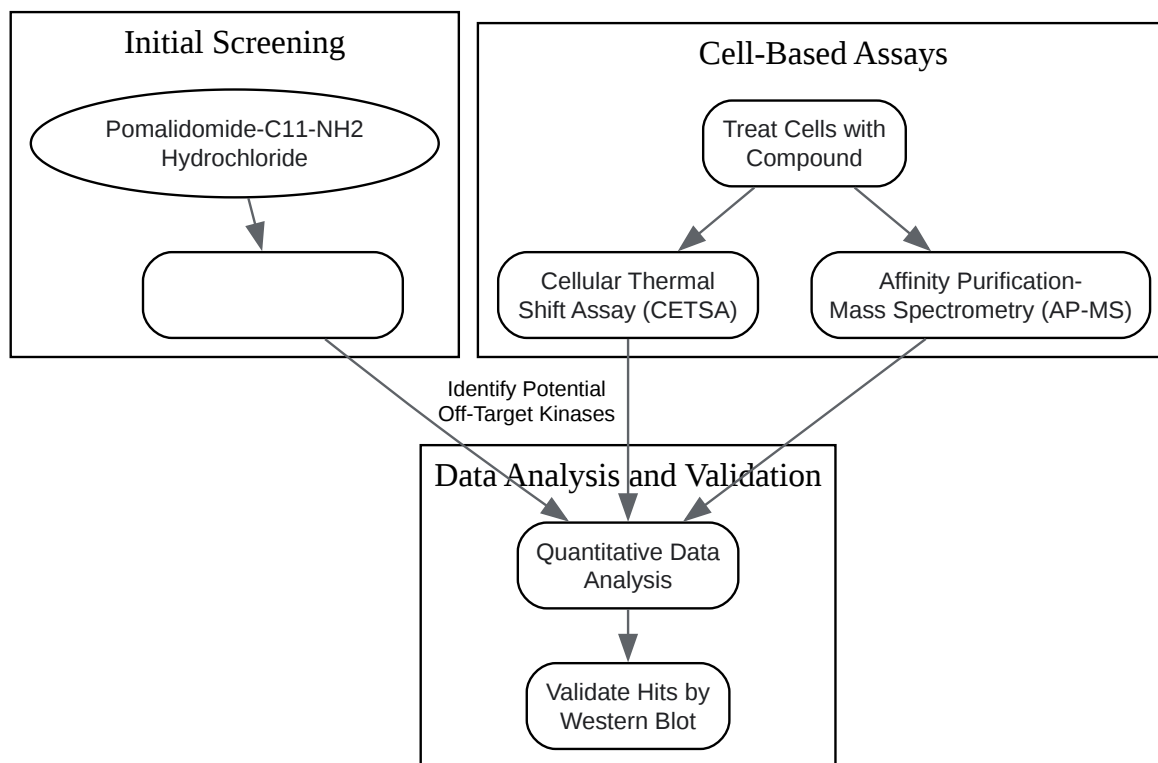 Initial Screening
Pomalidomide-C11-NH2
Hydrochloride
Cell-Based Assays
Treat Cells with
Compound
Cellular Thermal
Shift Assay (CETSA)
Affinity Purification-
Mass Spectrometry (AP-MS)
Identify Potential
Off-Target Kinases
Data Analysis and Validation
Quantitative Data
Analysis
Validate Hits by
Western Blot